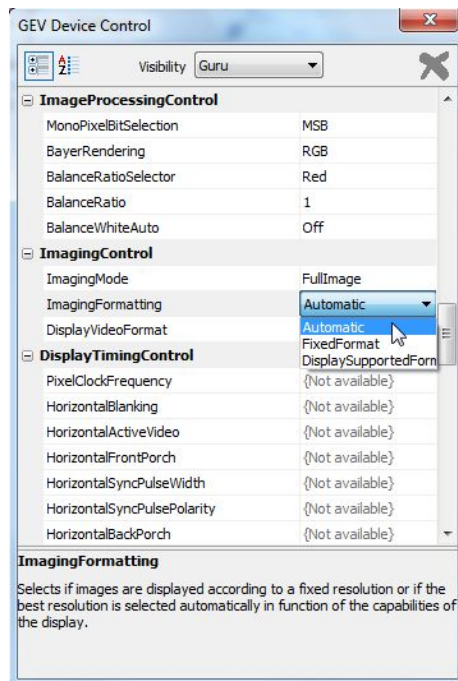 GEV Device Control
Visibility Guru
ImageProcessingControl
MonoPixelBitSelection MSB
BayerRendering RGB
BalanceRatioSelector Red
BalanceRatio 1
BalanceWhiteAuto Off
ImagingControl
ImagingMode FullImage
ImagingFormatting Automatic
DisplayVideoFormat
Automatic
FixedFormat
DisplaySupportedForm
DisplayTimingControl
PixelClockFrequency {Not available}
HorizontalBlanking {Not available}
HorizontalActiveVideo {Not available}
HorizontalFrontPorch {Not available}
HorizontalSyncPulseWidth {Not available}
HorizontalSyncPulsePolarity {Not available}
HorizontalBackPorch {Not available}
ImagingFormatting
Selects if images are displayed according to a fixed resolution or if the
best resolution is selected automatically in function of the capabilities of
the display.